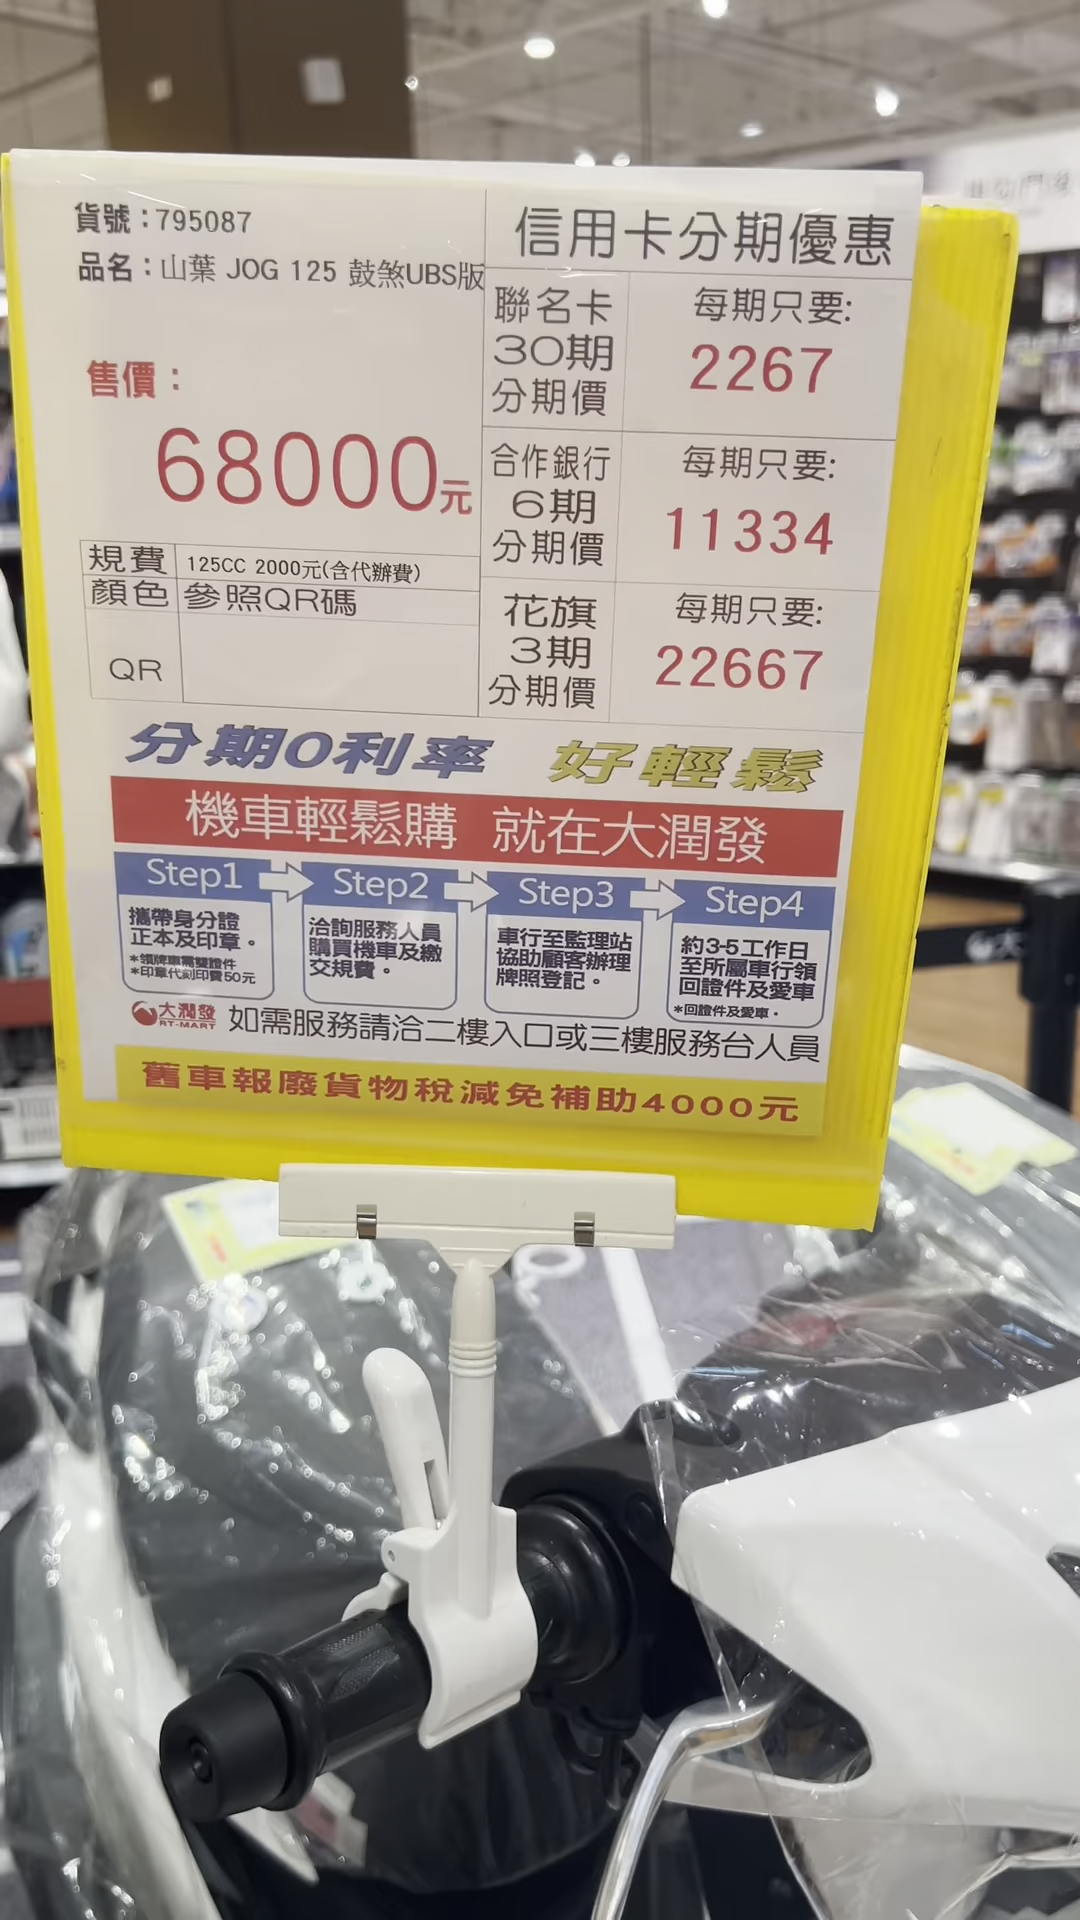 貨號：795087
品名：山葉 JOG 125 鼓煞UBS版
售價：
68000元
規費 125CC 2000元(含代辦費)
顏色 參照QR碼
QR
信用卡分期優惠
聯名卡
30期
分期價
每期只要:
2267
合作銀行
6期
分期價
每期只要:
11334
花旗
3期
分期價
每期只要:
22667
分期0利率 好輕鬆
機車輕鬆購 就在大潤發
Step1
攜帶身分證
正本及印章。
*領牌車需雙證件
*印章代刻印費50元
Step2
洽詢服務人員
購買機車及繳
交規費。
Step3
車行至監理站
協助顧客辦理
牌照登記。
Step4
約3-5工作日
至所屬車行領
回證件及愛車
*回證件及愛車。
大潤發
RT-MART
如需服務請洽二樓入口或三樓服務台人員
舊車報廢貨物稅減免補助4000元